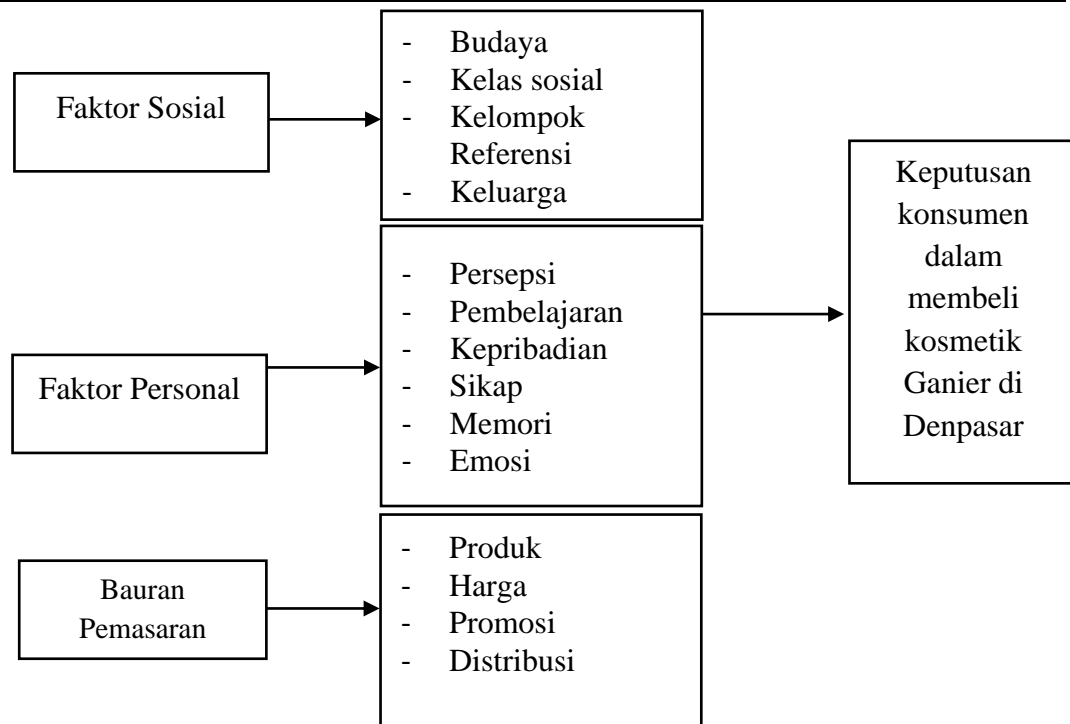 Faktor Sosial
- Budaya
- Kelas sosial
- Kelompok
Referensi
- Keluarga
Faktor Personal
- Persepsi
- Pembelajaran
- Kepribadian
- Sikap
- Memori
- Emosi
Bauran
Pemasaran
- Produk
- Harga
- Promosi
- Distribusi
Keputusan
konsumen
dalam
membeli
kosmetik
Ganier di
Denpasar